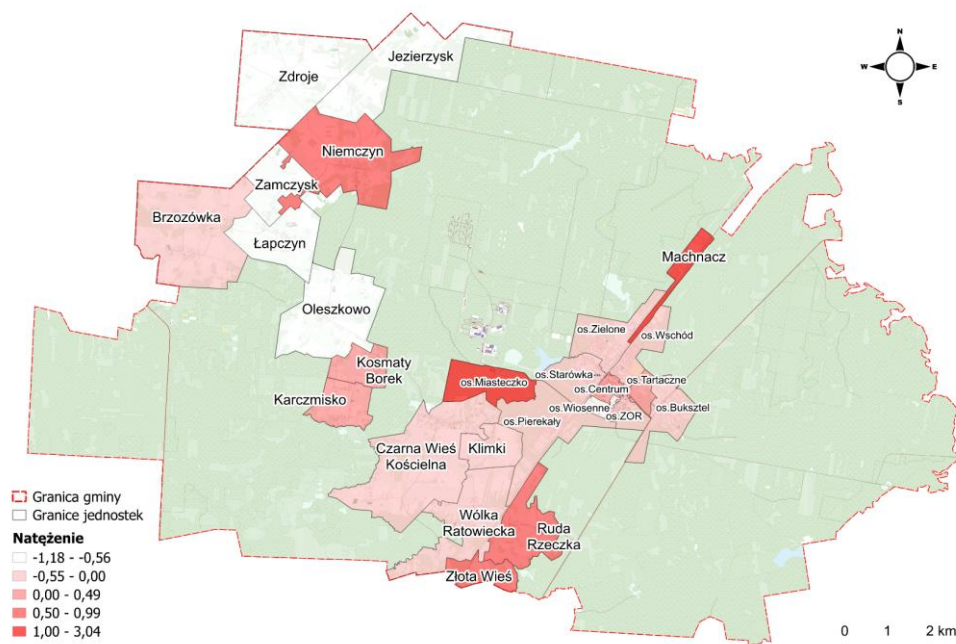 Jezierzysk
Zdroje
N
W E
S
Niemczyn
Zamczysk
Brzozówka
Łapczyn
Machnacz
Oleszkowo
os.Zielone
os.Wschód
Kosmaty
Borek
os.Starówka
os.Miasteczko
os.Tartaczne
os.Centrum
Karczmisko
os.Wiosenne
os.Buksztel
os.ZOR
os.Pierekały
Czarna Wieś
Kościelna
Klimki
Wólka
Ratowiecka
Ruda
Rzeczka
Złota Wieś
Granica gminy
Granice jednostek
Natężenie
-1,18 - -0,56
-0,55 - 0,00
0,00 - 0,49
0,50 - 0,99
1,00 - 3,04
0 1 2 km